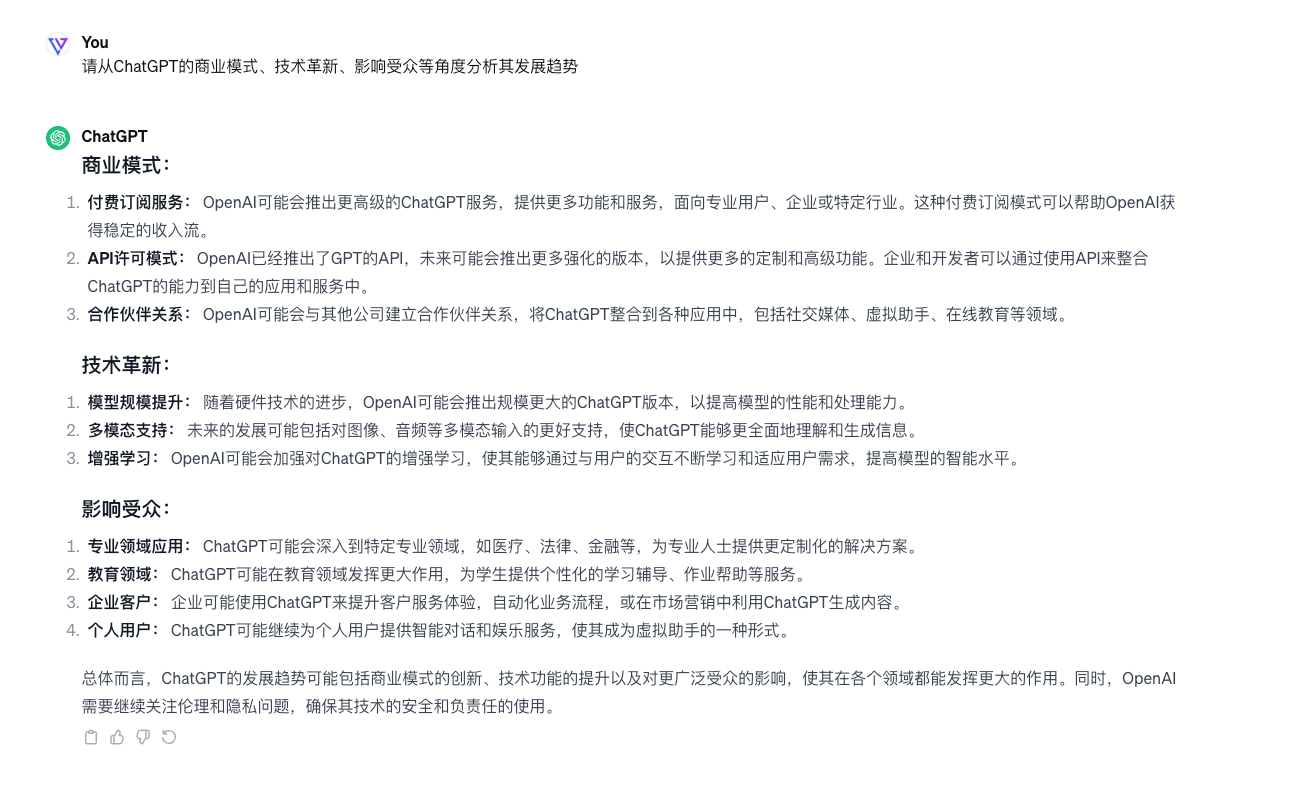 You
请从ChatGPT的商业模式、技术革新、影响受众等角度分析其发展趋势
ChatGPT
商业模式：
1. 付费订阅服务： OpenAI可能会推出更高级的ChatGPT服务，提供更多功能和服务，面向专业用户、企业或特定行业。这种付费订阅模式可以帮助OpenAI获
得稳定的收入流。
2. API许可模式： OpenAI已经推出了GPT的API，未来可能会推出更多强化的版本，以提供更多的定制和高级功能。企业和开发者可以通过使用API来整合
ChatGPT的能力到自己的应用和服务中。
3. 合作伙伴关系： OpenAI可能会与其他公司建立合作伙伴关系，将ChatGPT整合到各种应用中，包括社交媒体、虚拟助手、在线教育等领域。
技术革新：
1. 模型规模提升： 随着硬件技术的进步，OpenAI可能会推出规模更大的ChatGPT版本，以提高模型的性能和处理能力。
2. 多模态支持： 未来的发展可能包括对图像、音频等多模态输入的更好支持，使ChatGPT能够更全面地理解和生成信息。
3. 增强学习： OpenAI可能会加强对ChatGPT的增强学习，使其能够通过与用户的交互不断学习和适应用户需求，提高模型的智能水平。
影响受众：
1. 专业领域应用： ChatGPT可能会深入到特定专业领域，如医疗、法律、金融等，为专业人士提供更定制化的解决方案。
2. 教育领域： ChatGPT可能在教育领域发挥更大作用，为学生提供个性化的学习辅导、作业帮助等服务。
3. 企业客户： 企业可能使用ChatGPT来提升客户服务体验，自动化业务流程，或在市场营销中利用ChatGPT生成内容。
4. 个人用户： ChatGPT可能继续为个人用户提供智能对话和娱乐服务，使其成为虚拟助手的一种形式。
总体而言，ChatGPT的发展趋势可能包括商业模式的创新、技术功能的提升以及对更广泛受众的影响，使其在各个领域都能发挥更大的作用。同时，OpenAI
需要继续关注伦理和隐私问题，确保其技术的安全和负责任的使用。